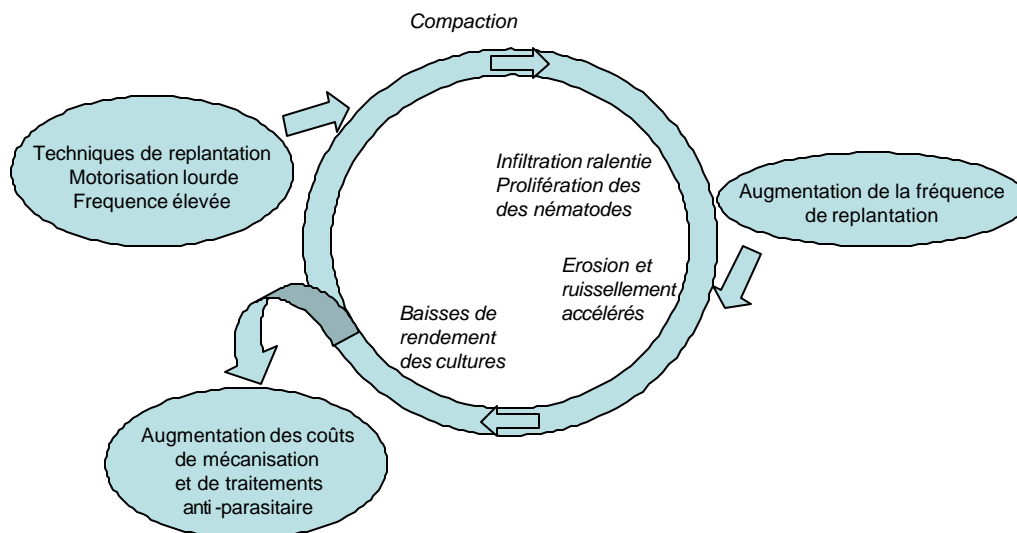 Compaction
Techniques de replantation
Motorisation lourde
Frequence élevée
Infiltration ralentie
Prolifération des
des nématodes
Augmentation de la fréquence
de replantation
Erosion et
ruissellement
accélérés
Baisses de
rendement
des cultures
Augmentation des coûts
de mécanisation
et de traitements
anti-parasitaire